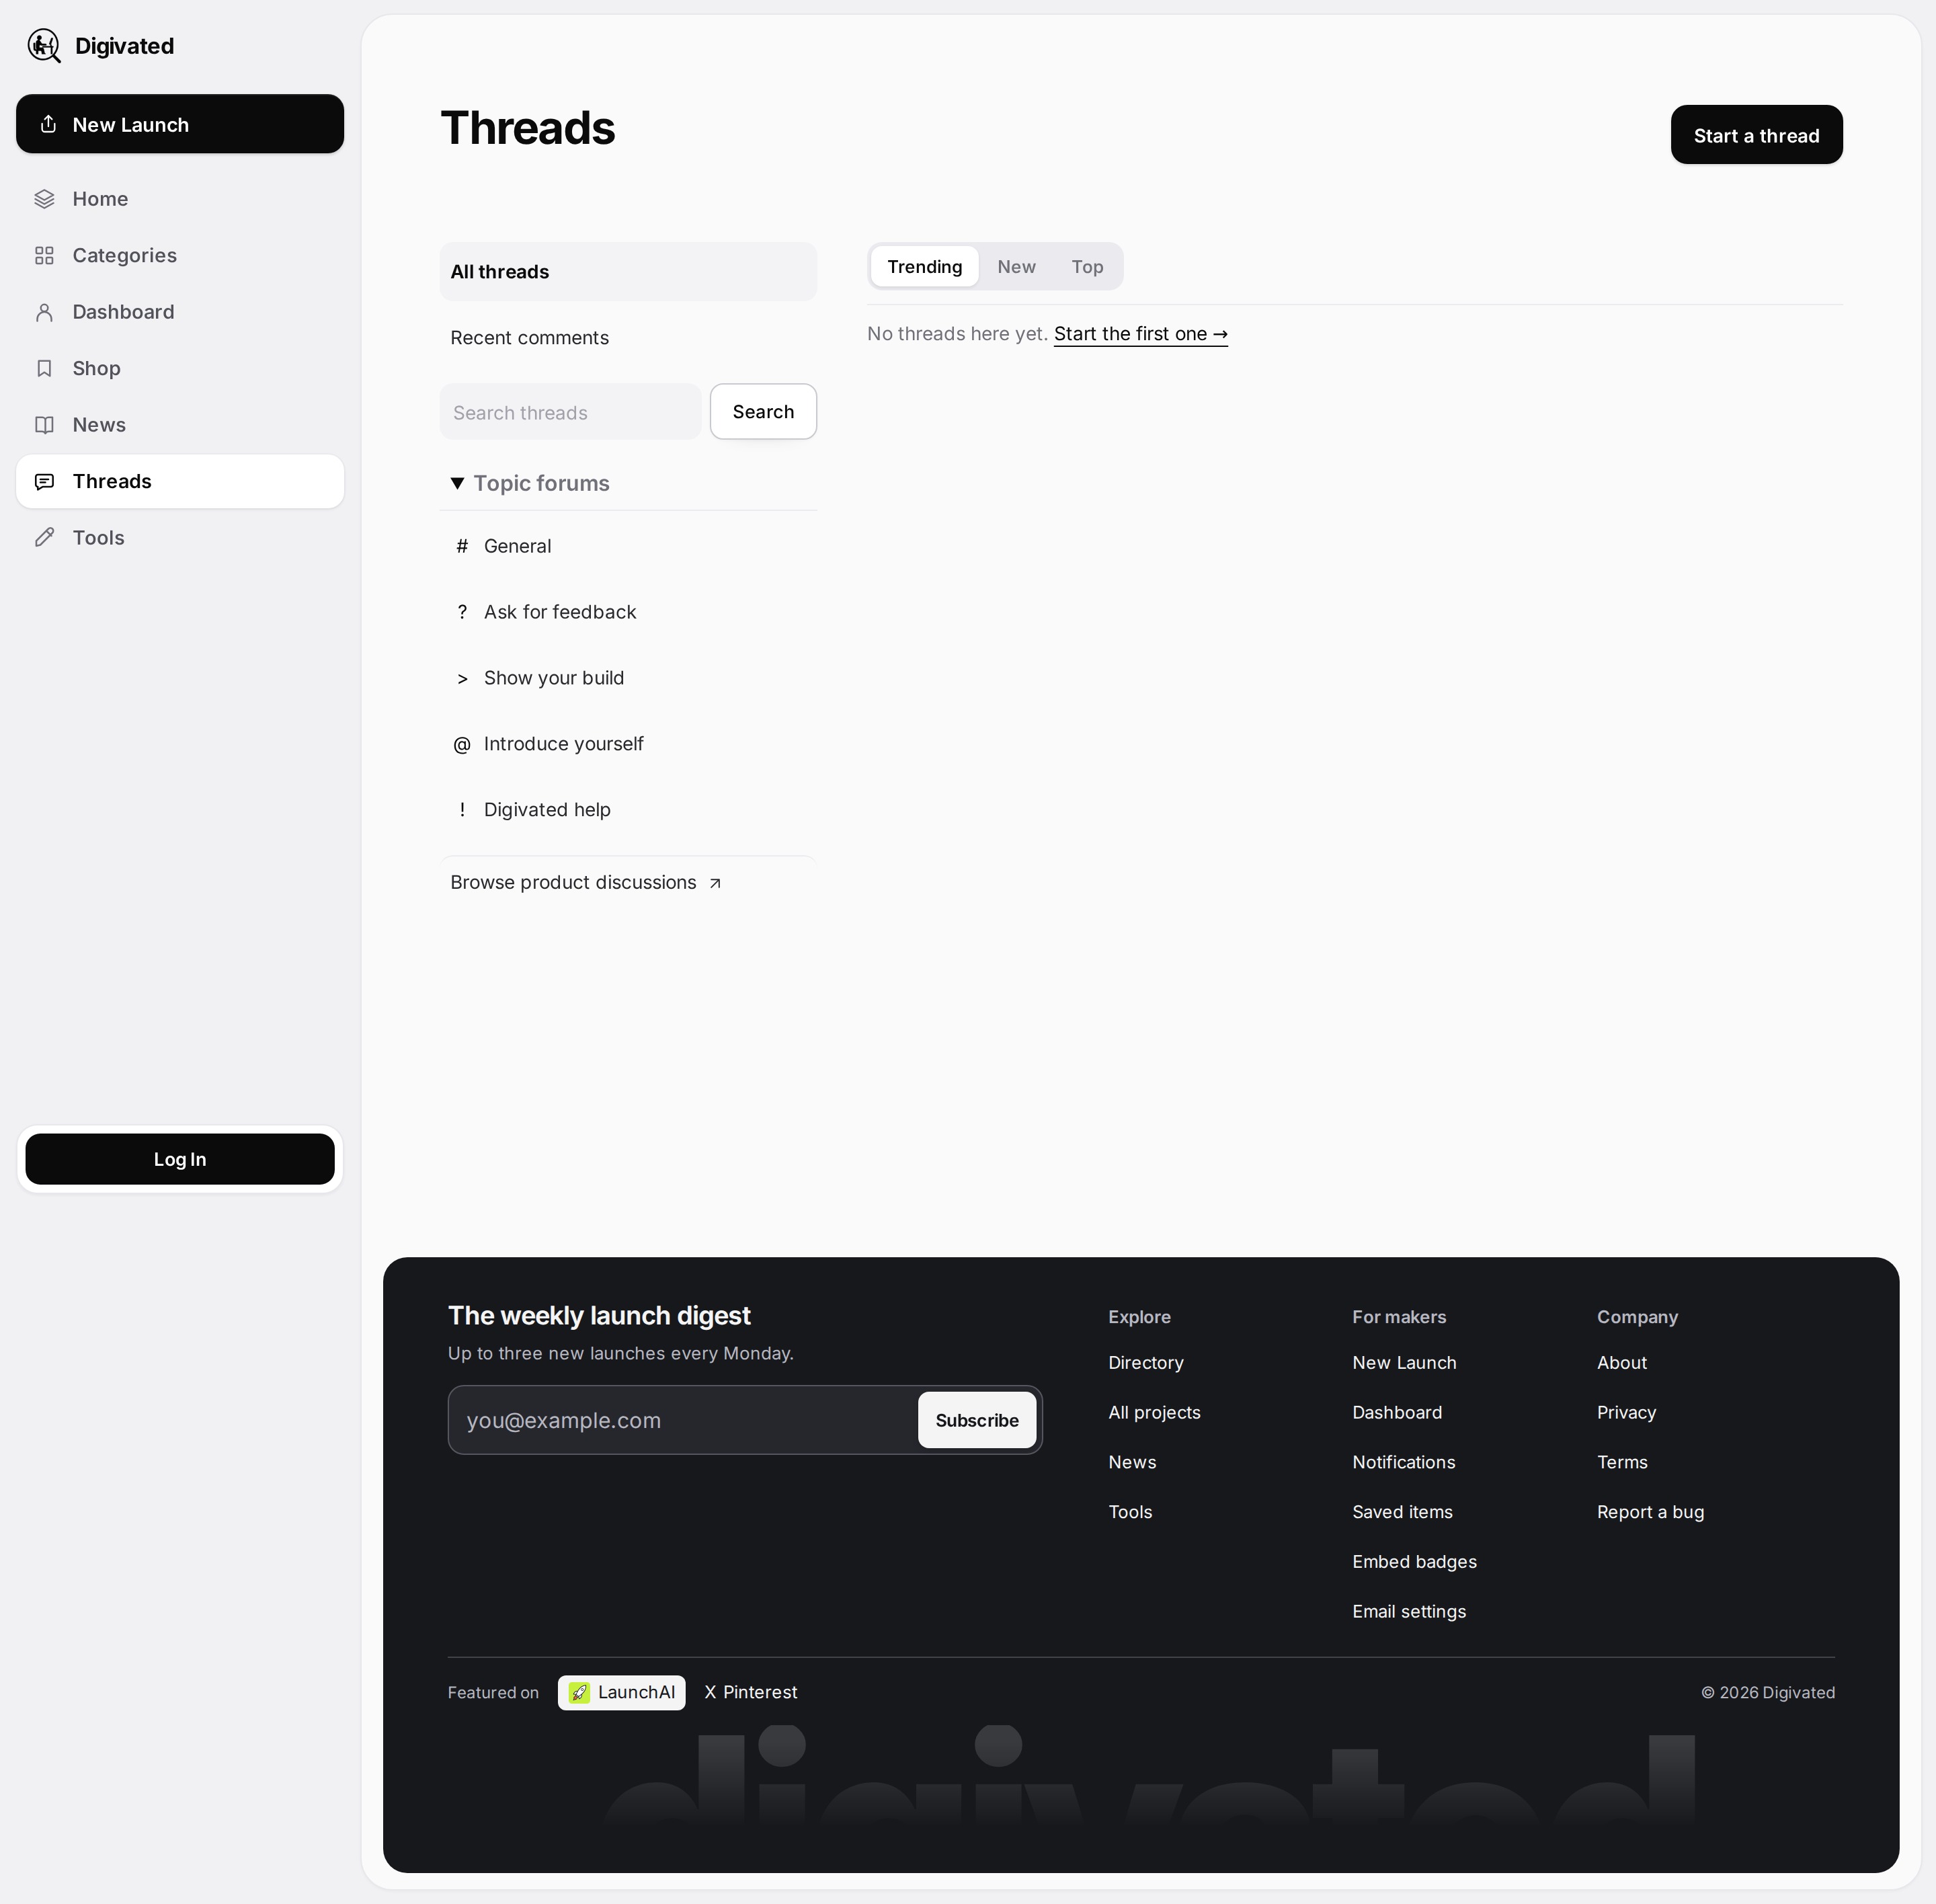 Digivated
New Launch
Home
Categories
Dashboard
Shop
News
Threads
Tools
Log In
Threads
Start a thread
All threads
Recent comments
Search threads
Search
▼ Topic forums
# General
? Ask for feedback
> Show your build
@ Introduce yourself
! Digivated help
Browse product discussions ↗
Trending New Top
No threads here yet. Start the first one →
The weekly launch digest
Up to three new launches every Monday.
you@example.com
Subscribe
Explore
Directory
All projects
News
Tools
For makers
New Launch
Dashboard
Notifications
Saved items
Embed badges
Email settings
Company
About
Privacy
Terms
Report a bug
Featured on LaunchAI X Pinterest
© 2026 Digivated
digivated